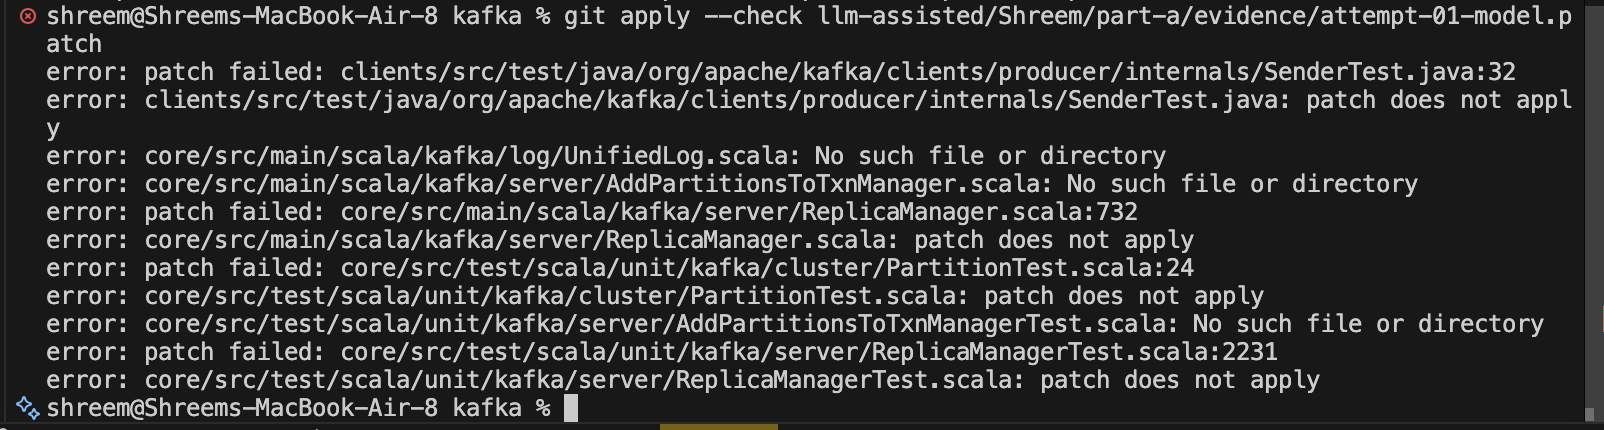 shreem@Shreems-MacBook-Air-8 kafka % git apply --check llm-assisted/Shreem/part-a/evidence/attempt-01-model.p
atch
error: patch failed: clients/src/test/java/org/apache/kafka/clients/producer/internals/SenderTest.java:32
error: clients/src/test/java/org/apache/kafka/clients/producer/internals/SenderTest.java: patch does not appl
y
error: core/src/main/scala/kafka/log/UnifiedLog.scala: No such file or directory
error: core/src/main/scala/kafka/server/AddPartitionsToTxnManager.scala: No such file or directory
error: patch failed: core/src/main/scala/kafka/server/ReplicaManager.scala:732
error: core/src/main/scala/kafka/server/ReplicaManager.scala: patch does not apply
error: patch failed: core/src/test/scala/unit/kafka/cluster/PartitionTest.scala:24
error: core/src/test/scala/unit/kafka/cluster/PartitionTest.scala: patch does not apply
error: core/src/test/scala/unit/kafka/server/AddPartitionsToTxnManagerTest.scala: No such file or directory
error: patch failed: core/src/test/scala/unit/kafka/server/ReplicaManagerTest.scala:2231
error: core/src/test/scala/unit/kafka/server/ReplicaManagerTest.scala: patch does not apply
shreem@Shreems-MacBook-Air-8 kafka %